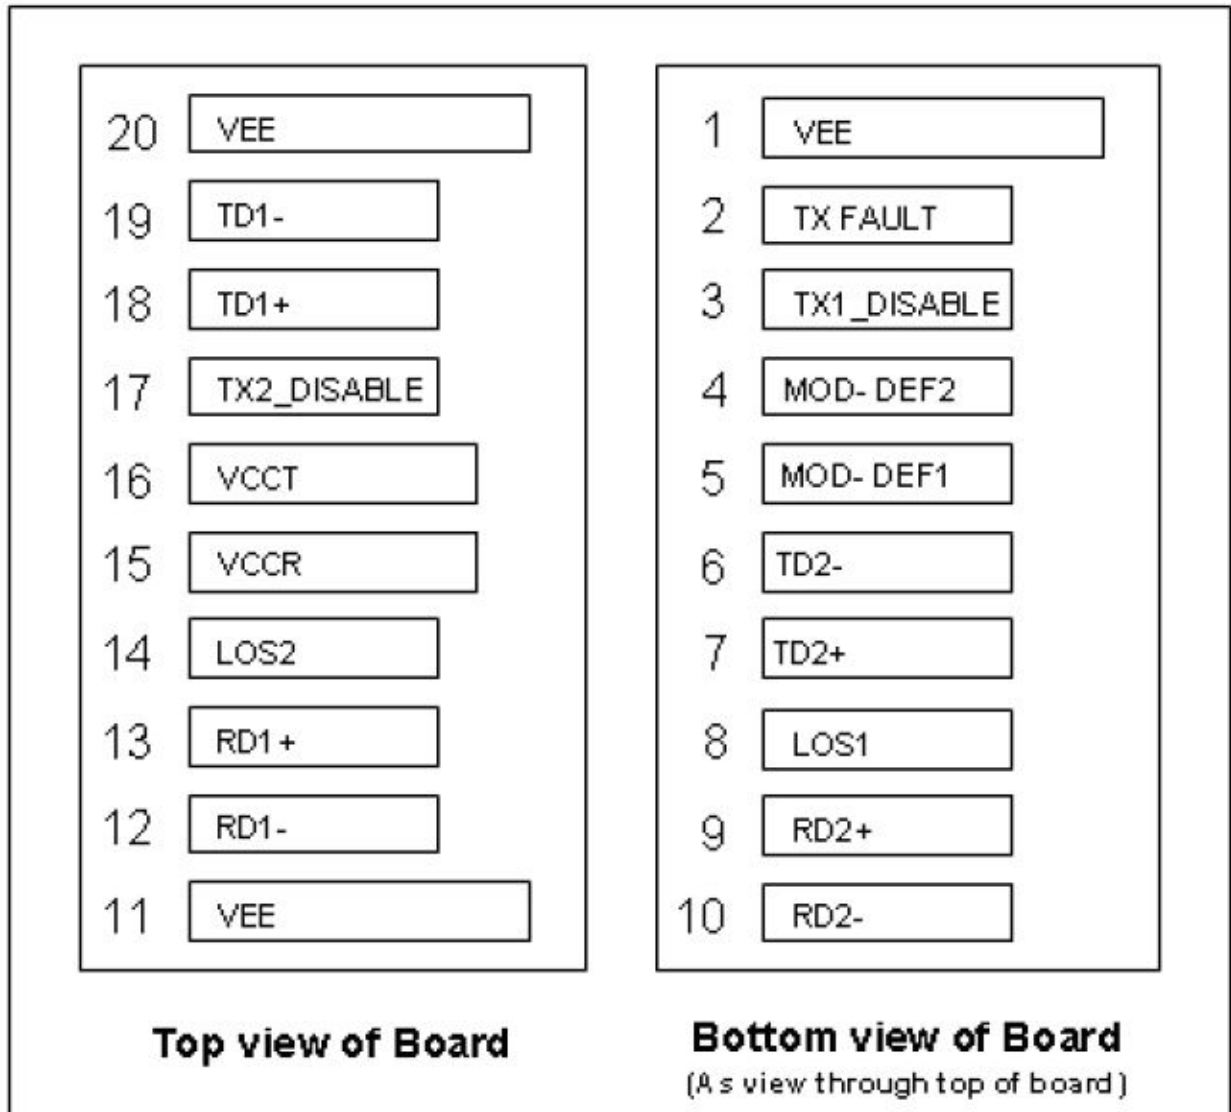 20 VEE
19 TD1-
18 TD1+
17 TX2_DISABLE
16 VCCT
15 VCCR
14 LOS2
13 RD1+
12 RD1-
11 VEE
Top view of Board
1 VEE
2 TX FAULT
3 TX1_DISABLE
4 MOD- DEF2
5 MOD- DEF1
6 TD2-
7 TD2+
8 LOS1
9 RD2+
10 RD2-
Bottom view of Board
(As view through top of board)